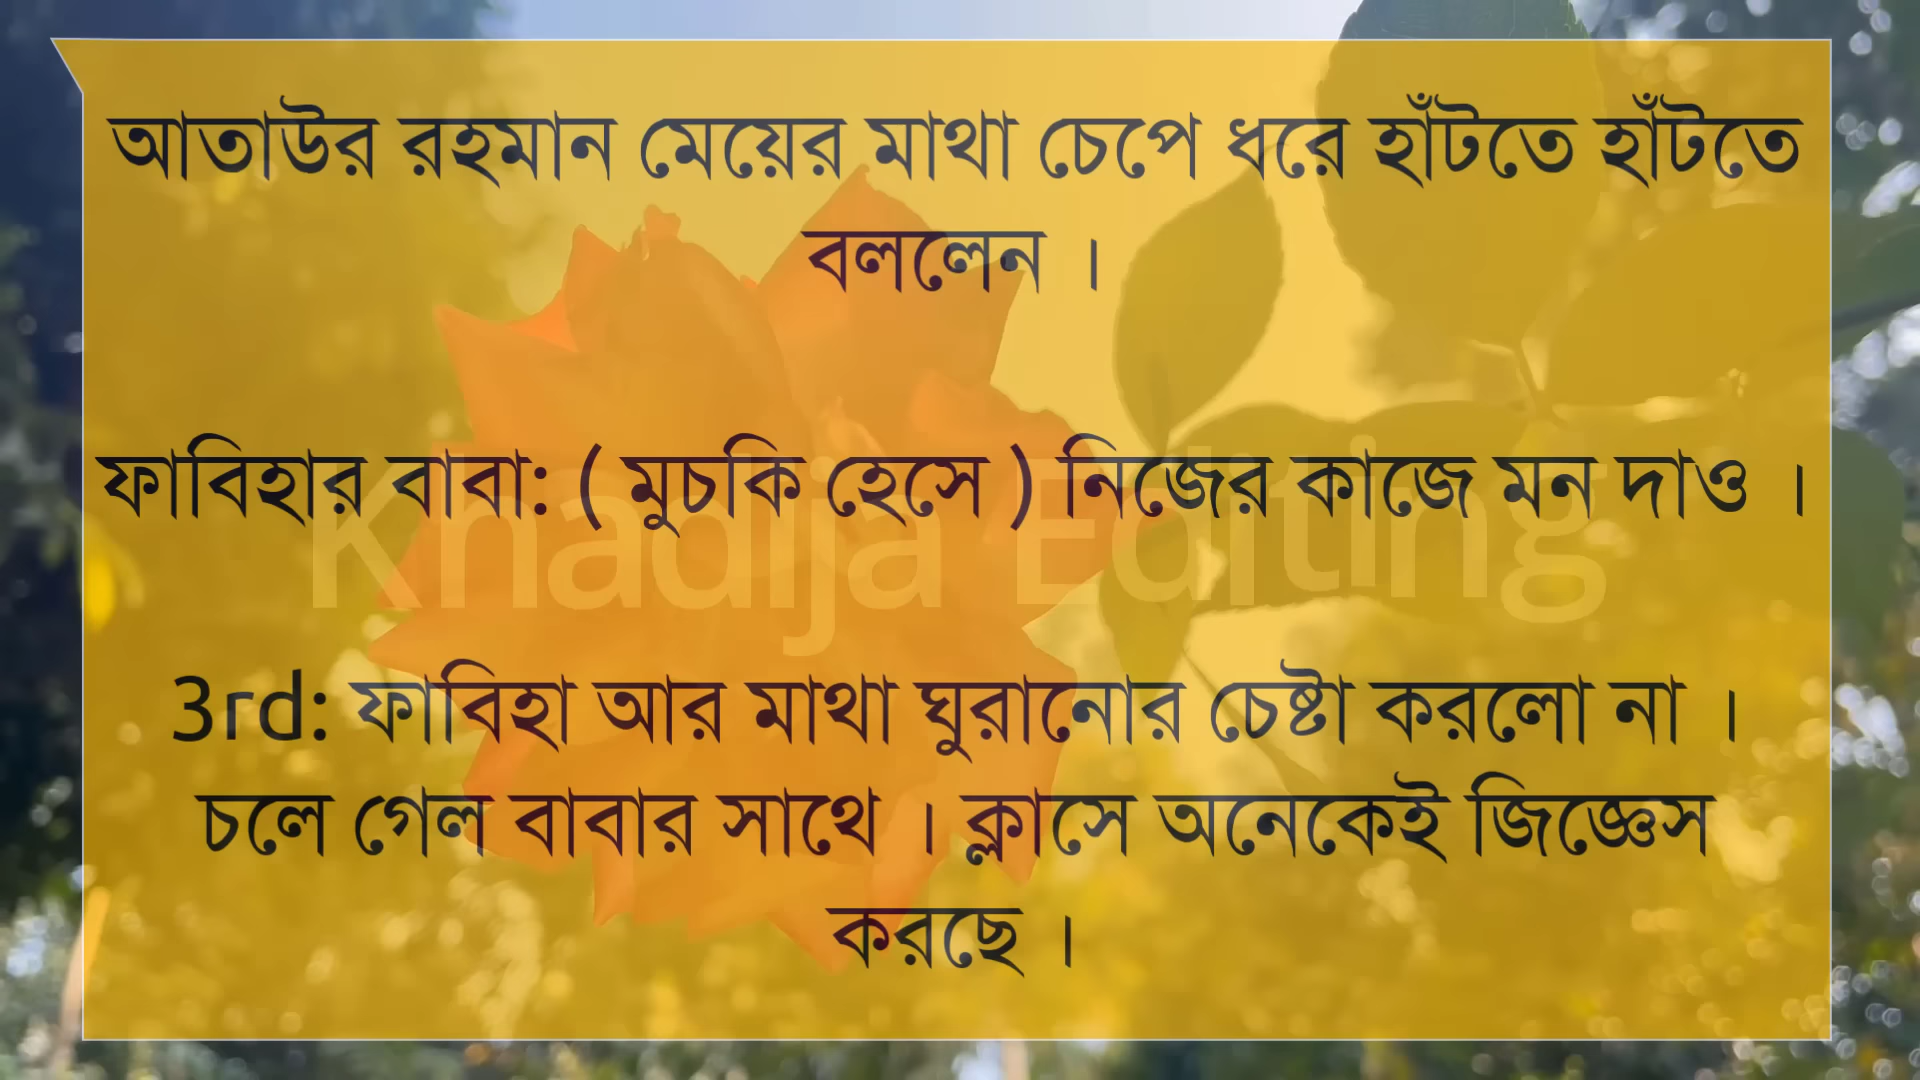 আতাউর রহমান মেয়ের মাথা চেপে ধরে হাঁটতে হাঁটতে
বললেন ।
ফাবিহার বাবা: ( মুচকি হেসে ) নিজের কাজে মন দাও ।
Khadija Editing
3rd: ফাবিহা আর মাথা ঘুরানোর চেষ্টা করলো না ।
চলে গেল বাবার সাথে । ক্লাসে অনেকেই জিজ্ঞেস
করছে ।